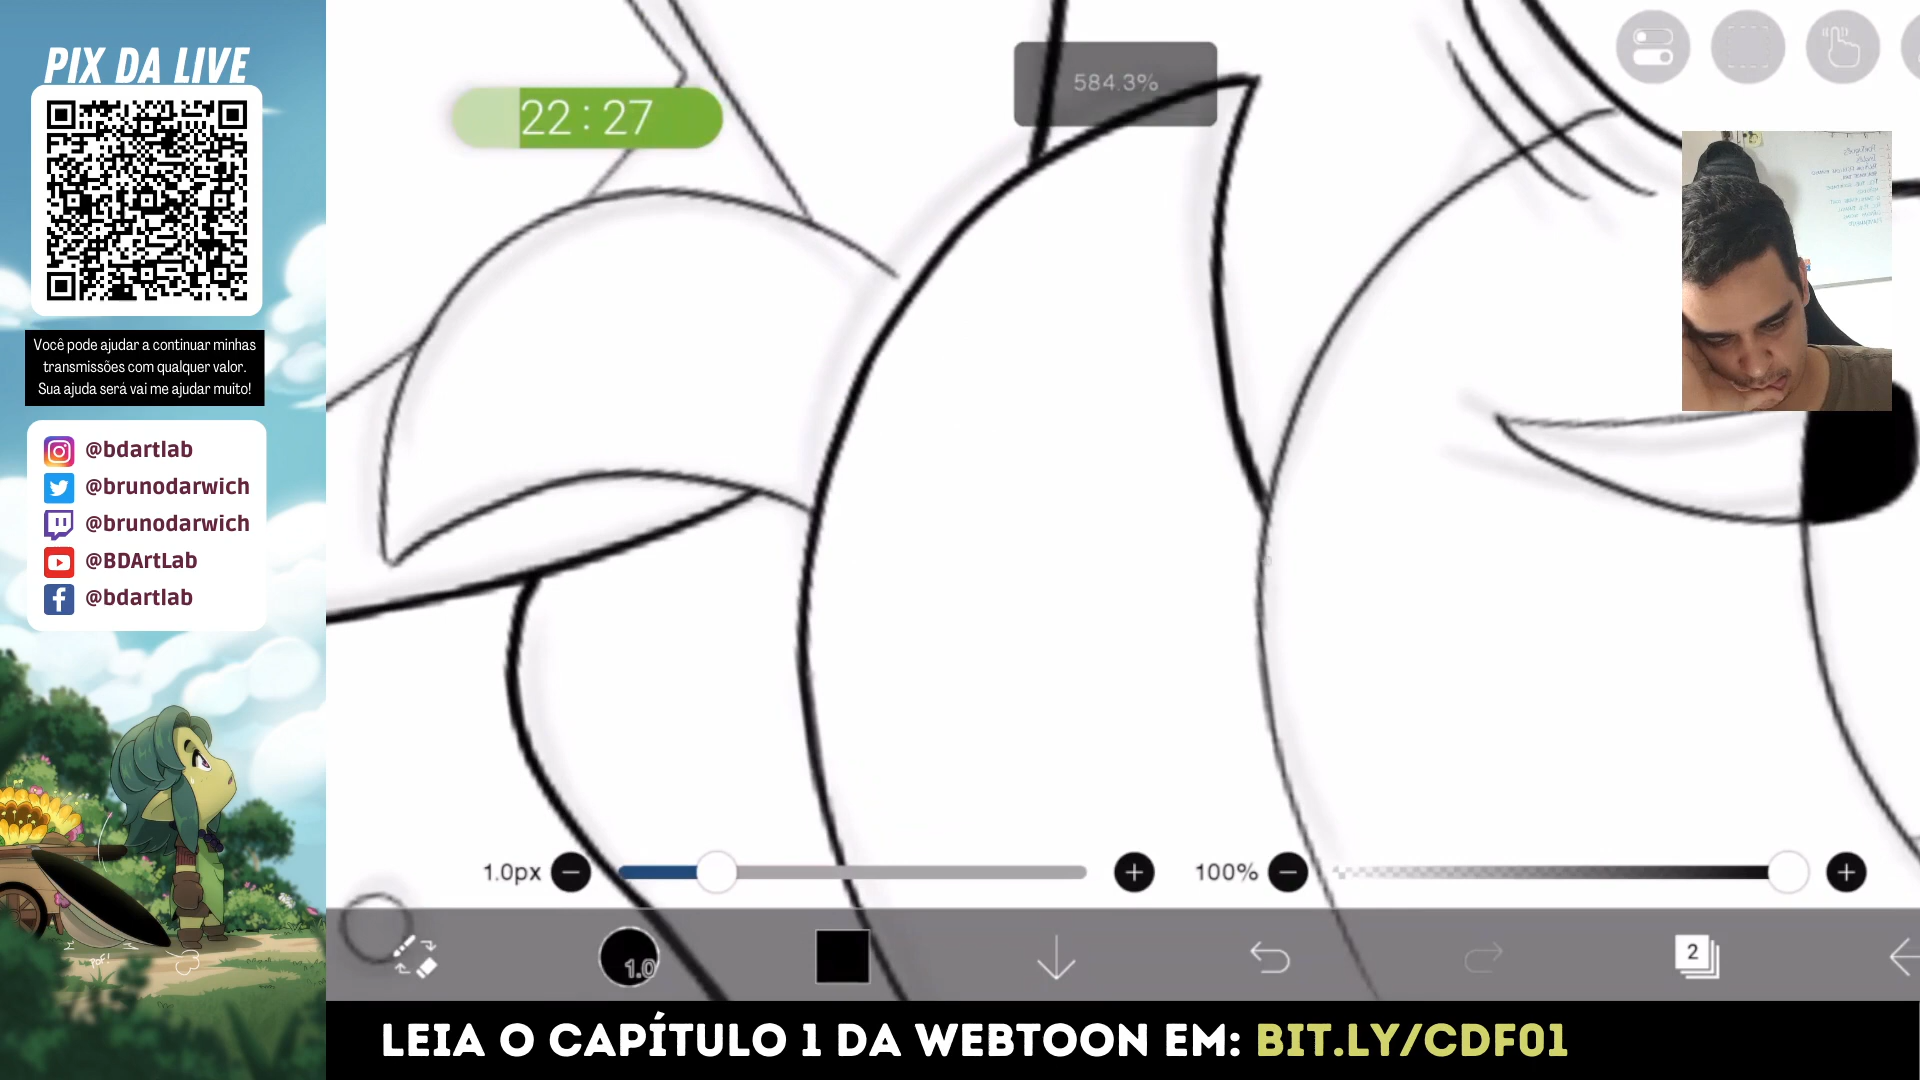 PIX DA LIVE
Você pode ajudar a continuar minhas
transmissões com qualquer valor.
Sua ajuda será vai me ajudar muito!
@bdartlab
@brunodarwich
@brunodarwich
@BDArtLab
@bdartlab
POF!
22:27
584.3%
1.0px
100%
1.0
2
LEIA O CAPÍTULO 1 DA WEBTOON EM: BIT.LY/CDF01